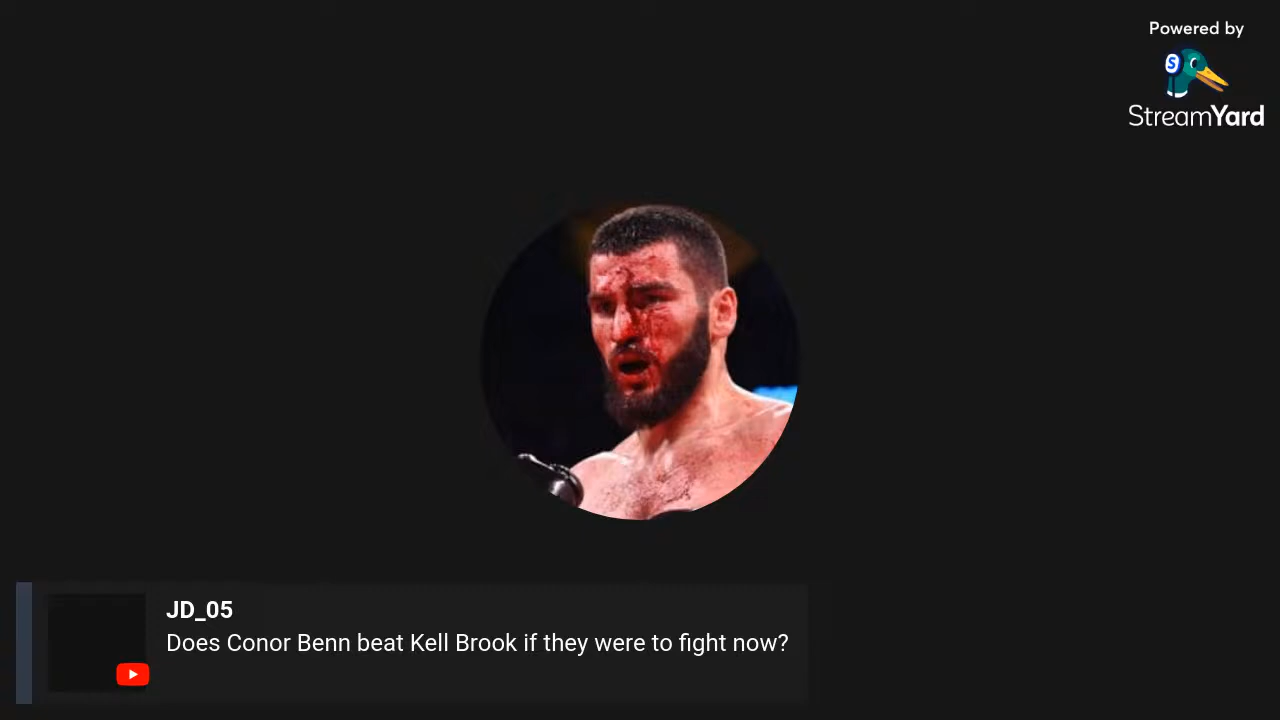 Powered by
S
StreamYard
JD_05
Does Conor Benn beat Kell Brook if they were to fight now?